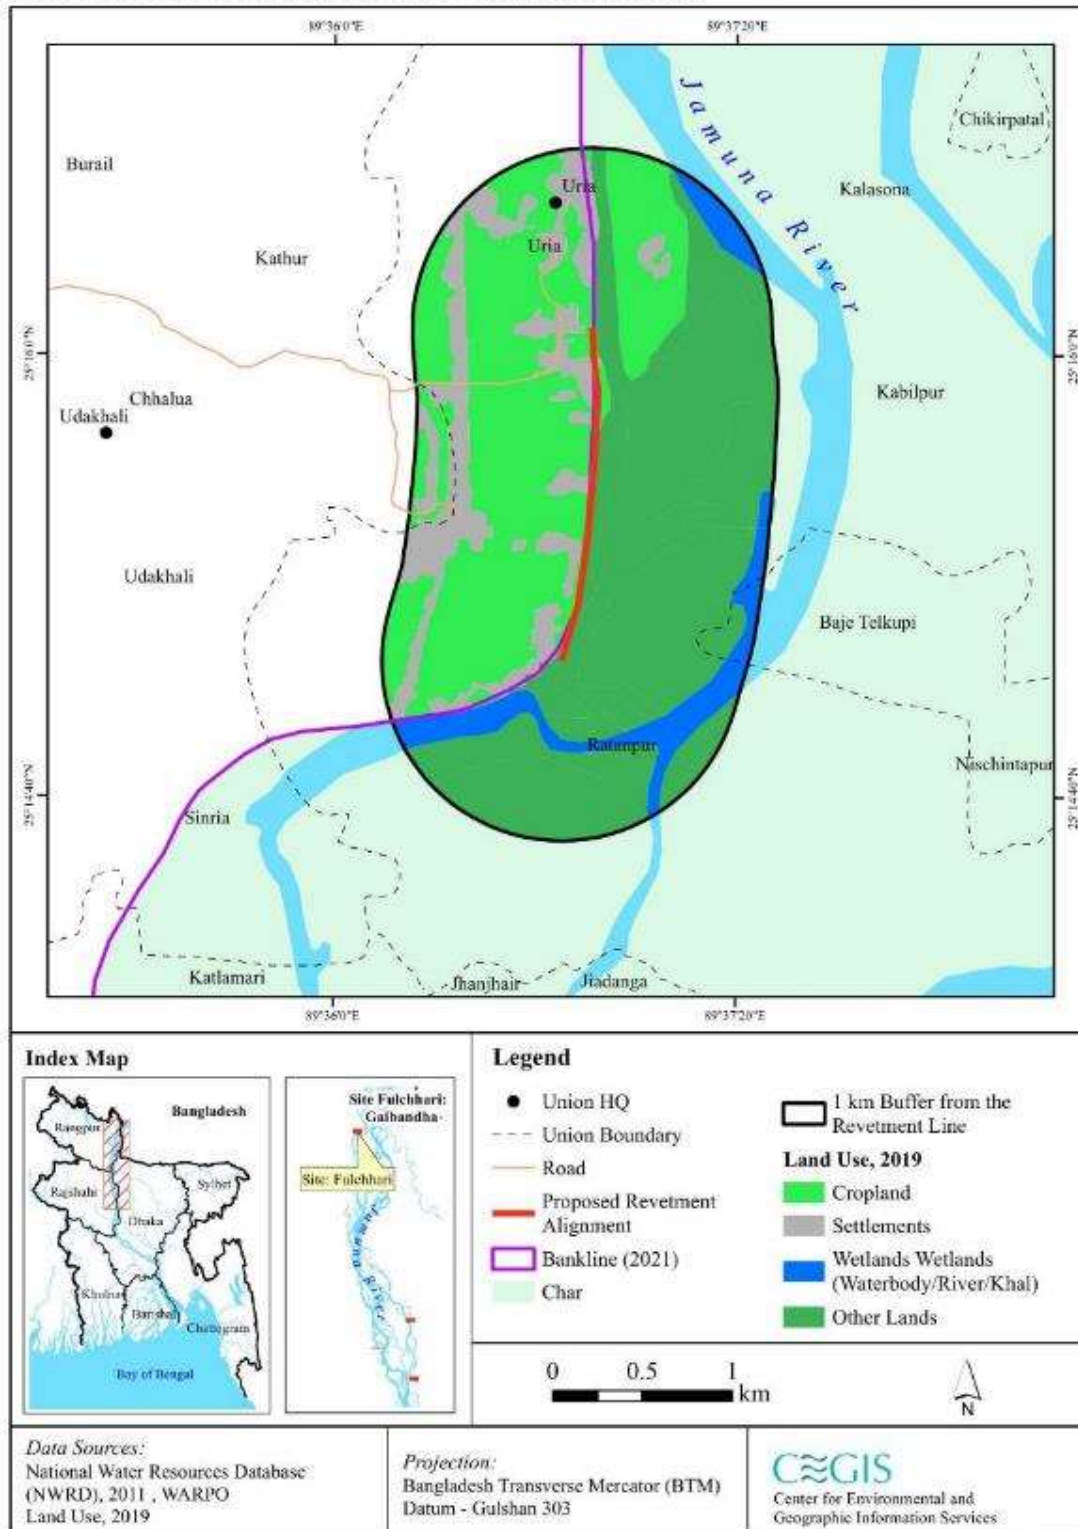 89°36'0"E
89°37'20"E
Jamuna River
Chikirpatal
Burail
Kalasona
Uria
Uria
Kathur
25°16'0"N
25°16'0"N
Kabilpur
Chhalua
Udakhali
Udakhali
Baje Telkupi
Ratanpur
Nischintapur
25°14'40"N
25°14'40"N
Sinria
Katlamari
Jhanjhair
Jiadanga
89°36'0"E
89°37'20"E
Index Map
Bangladesh
Rangpur
Rajshahi
Sylhet
Dhaka
Khulna
Barishal
Chattogram
Bay of Bengal
Site Fulchhari:
Gaibandha
Site: Fulchhari
Jamuna River
Legend
Union HQ
Union Boundary
Road
Proposed Revetment
Alignment
Bankline (2021)
Char
1 km Buffer from the
Revetment Line
Land Use, 2019
Cropland
Settlements
Wetlands Wetlands
(Waterbody/River/Khal)
Other Lands
0 0.5 1
km
N
Data Sources:
National Water Resources Database
(NWRD), 2011 , WARPO
Land Use, 2019
Projection:
Bangladesh Transverse Mercator (BTM)
Datum - Gulshan 303
CEGIS
Center for Environmental and
Geographic Information Services